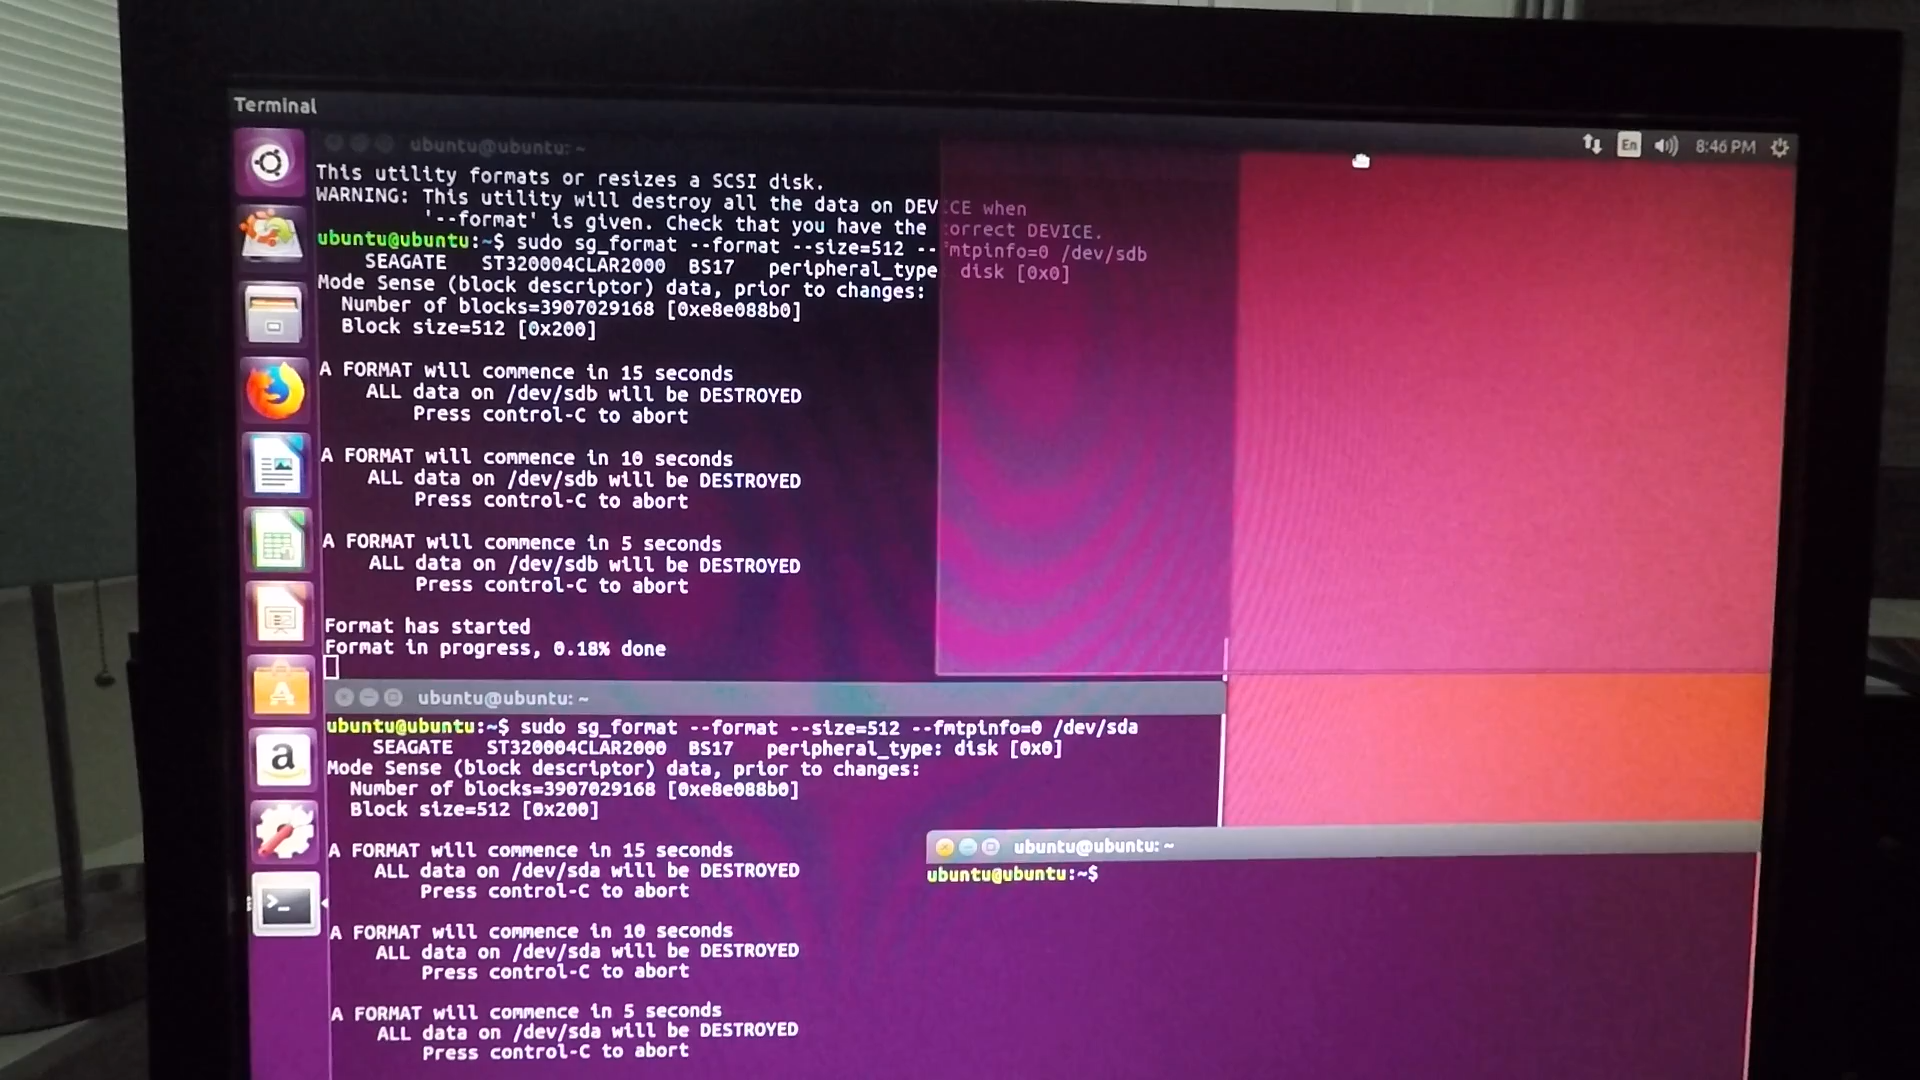 Terminal
En
8:46 PM
ubuntu@ubuntu: ~
This utility formats or resizes a SCSI disk.
WARNING: This utility will destroy all the data on DEVICE when
'--format' is given. Check that you have the correct DEVICE.
ubuntu@ubuntu:~$ sudo sg_format --format --size=512 --fmtpinfo=0 /dev/sdb
SEAGATE ST320004CLAR2000 BS17 peripheral_type: disk [0x0]
Mode Sense (block descriptor) data, prior to changes:
Number of blocks=3907029168 [0xe8e088b0]
Block size=512 [0x200]
A FORMAT will commence in 15 seconds
ALL data on /dev/sdb will be DESTROYED
Press control-C to abort
A FORMAT will commence in 10 seconds
ALL data on /dev/sdb will be DESTROYED
Press control-C to abort
A FORMAT will commence in 5 seconds
ALL data on /dev/sdb will be DESTROYED
Press control-C to abort
Format has started
Format in progress, 0.18% done
ubuntu@ubuntu: ~
ubuntu@ubuntu:~$ sudo sg_format --format --size=512 --fmtpinfo=0 /dev/sda
SEAGATE ST320004CLAR2000 BS17 peripheral_type: disk [0x0]
Mode Sense (block descriptor) data, prior to changes:
Number of blocks=3907029168 [0xe8e088b0]
Block size=512 [0x200]
A FORMAT will commence in 15 seconds
ALL data on /dev/sda will be DESTROYED
Press control-C to abort
A FORMAT will commence in 10 seconds
ALL data on /dev/sda will be DESTROYED
Press control-C to abort
A FORMAT will commence in 5 seconds
ALL data on /dev/sda will be DESTROYED
Press control-C to abort
ubuntu@ubuntu: ~
ubuntu@ubuntu:~$